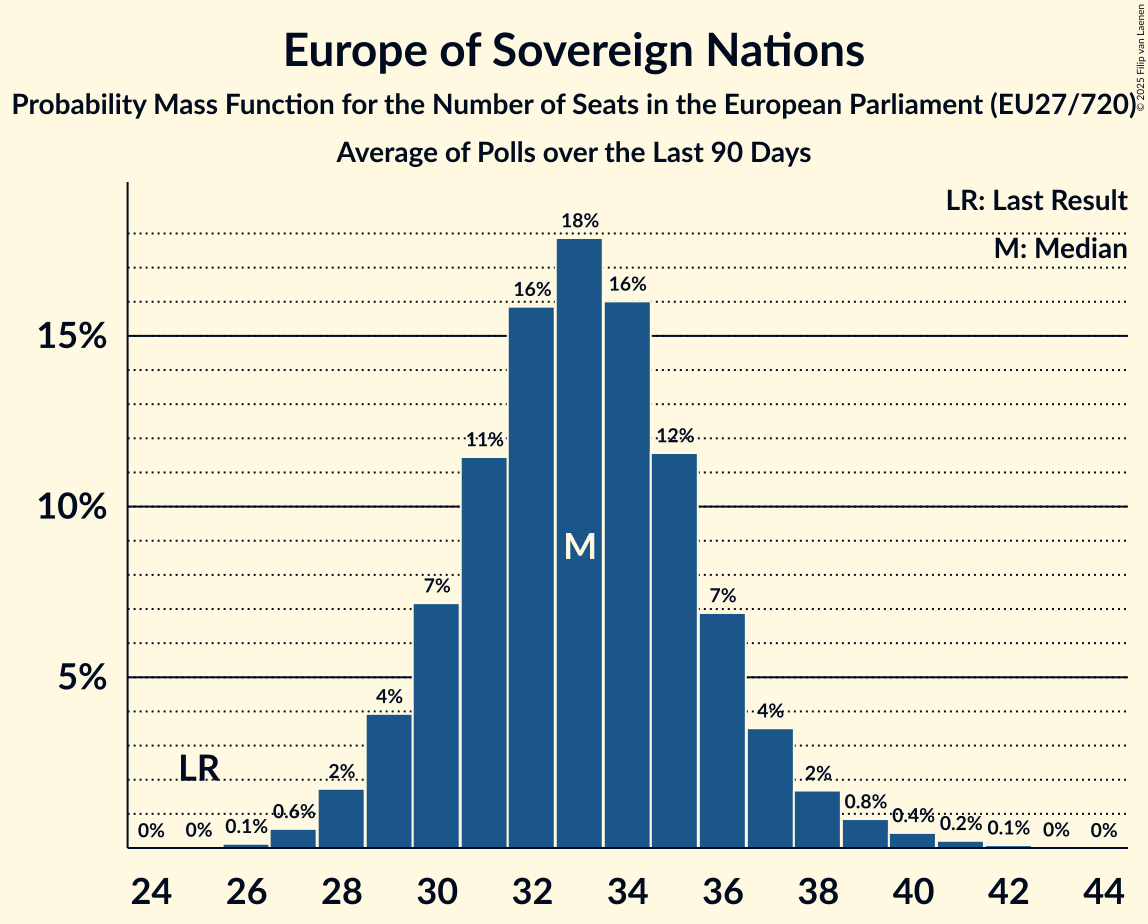 Europe of Sovereign Nations
Probability Mass Function for the Number of Seats in the European Parliament (EU27/720)
Average of Polls over the Last 90 Days
© 2025 Filip van Laenen
LR: Last Result
M: Median
15%
10%
5%
0%
0%
0.1%
0.6%
2%
4%
7%
11%
16%
18%
16%
12%
7%
4%
2%
0.8%
0.4%
0.2%
0.1%
0%
0%
LR
M
24 26 28 30 32 34 36 38 40 42 44